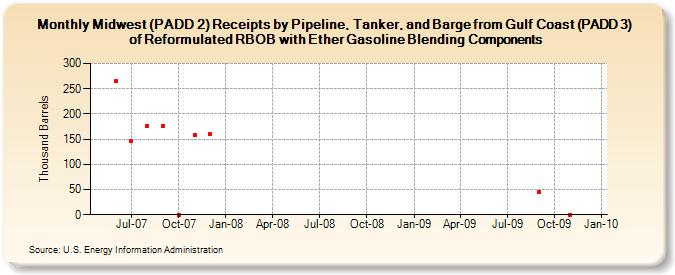 Monthly Midwest (PADD 2) Receipts by Pipeline, Tanker, and Barge from Gulf Coast (PADD 3)
of Reformulated RBOB with Ether Gasoline Blending Components
Thousand Barrels
300
250
200
150
100
50
0
Jul-07 Oct-07 Jan-08 Apr-08 Jul-08 Oct-08 Jan-09 Apr-09 Jul-09 Oct-09 Jan-10
Source: U.S. Energy Information Administration